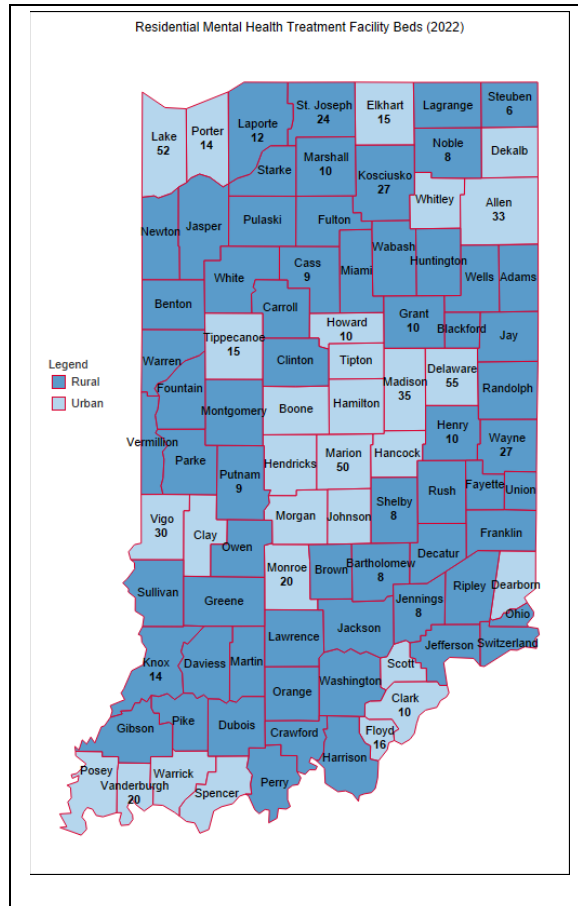 Residential Mental Health Treatment Facility Beds (2022)
St. Joseph
24
Elkhart
15
Lagrange
Steuben
6
Lake
52
Porter
14
Laporte
12
Marshall
10
Noble
8
Dekalb
Starke
Kosciusko
27
Whitley
Allen
33
Newton
Jasper
Pulaski
Fulton
Wabash
Huntington
White
Cass
9
Miami
Wells
Adams
Benton
Carroll
Howard
10
Grant
10
Blackford
Jay
Tippecanoe
15
Tipton
Warren
Clinton
Madison
35
Delaware
55
Legend
Rural
Urban
Fountain
Montgomery
Boone
Hamilton
Randolph
Vermillion
Parke
Putnam
9
Hendricks
Marion
50
Hancock
Henry
10
Wayne
27
Shelby
8
Rush
Fayette
Union
Vigo
30
Clay
Morgan
Johnson
Owen
Franklin
Monroe
20
Brown
Bartholomew
8
Decatur
Ripley
Dearborn
Sullivan
Greene
Jennings
8
Ohio
Lawrence
Jackson
Jefferson
Switzerland
Knox
14
Daviess
Martin
Scott
Orange
Washington
Clark
10
Gibson
Pike
Dubois
Crawford
Floyd
16
Harrison
Posey
Vanderburgh
20
Warrick
Spencer
Perry